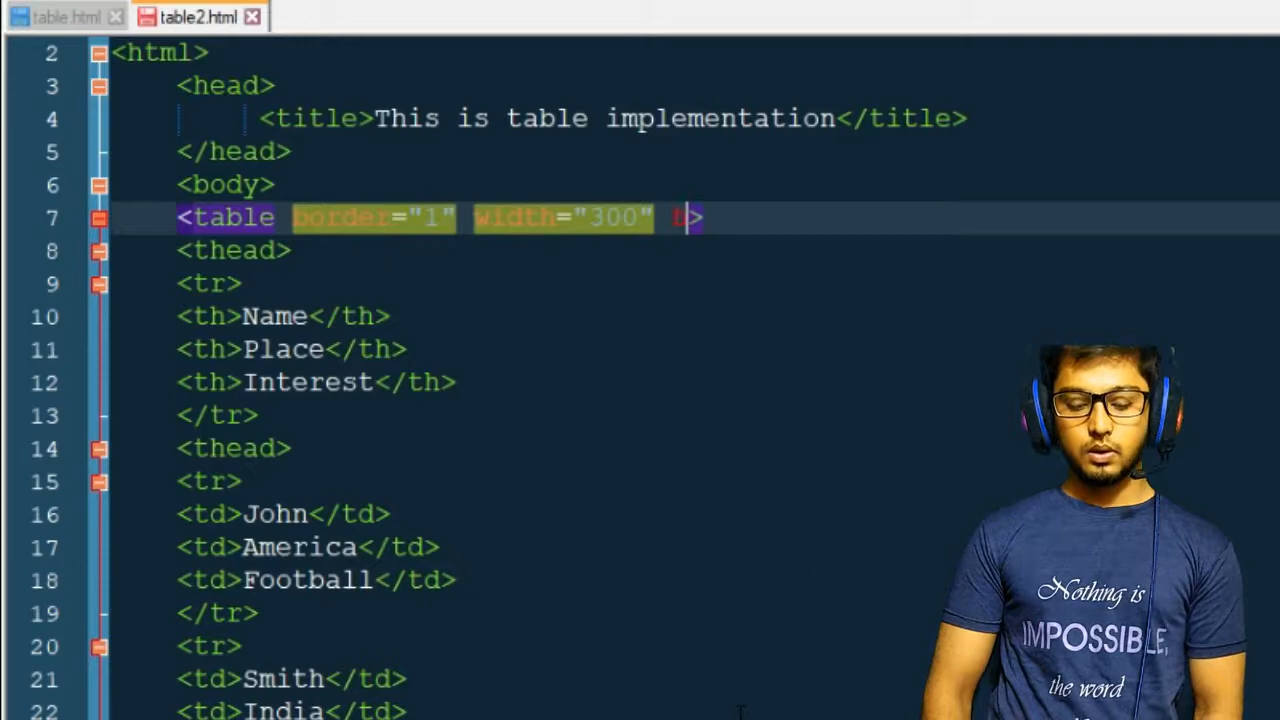 table.html table2.html
2 <html>
3 <head>
4 <title>This is table implementation</title>
5 </head>
6 <body>
7 <table border="1" width="300" b>
8 <thead>
9 <tr>
10 <th>Name</th>
11 <th>Place</th>
12 <th>Interest</th>
13 </tr>
14 <thead>
15 <tr>
16 <td>John</td>
17 <td>America</td>
18 <td>Football</td>
19 </tr>
20 <tr>
21 <td>Smith</td>
22 <td>India</td>
Nothing is
IMPOSSIBLE,
the word